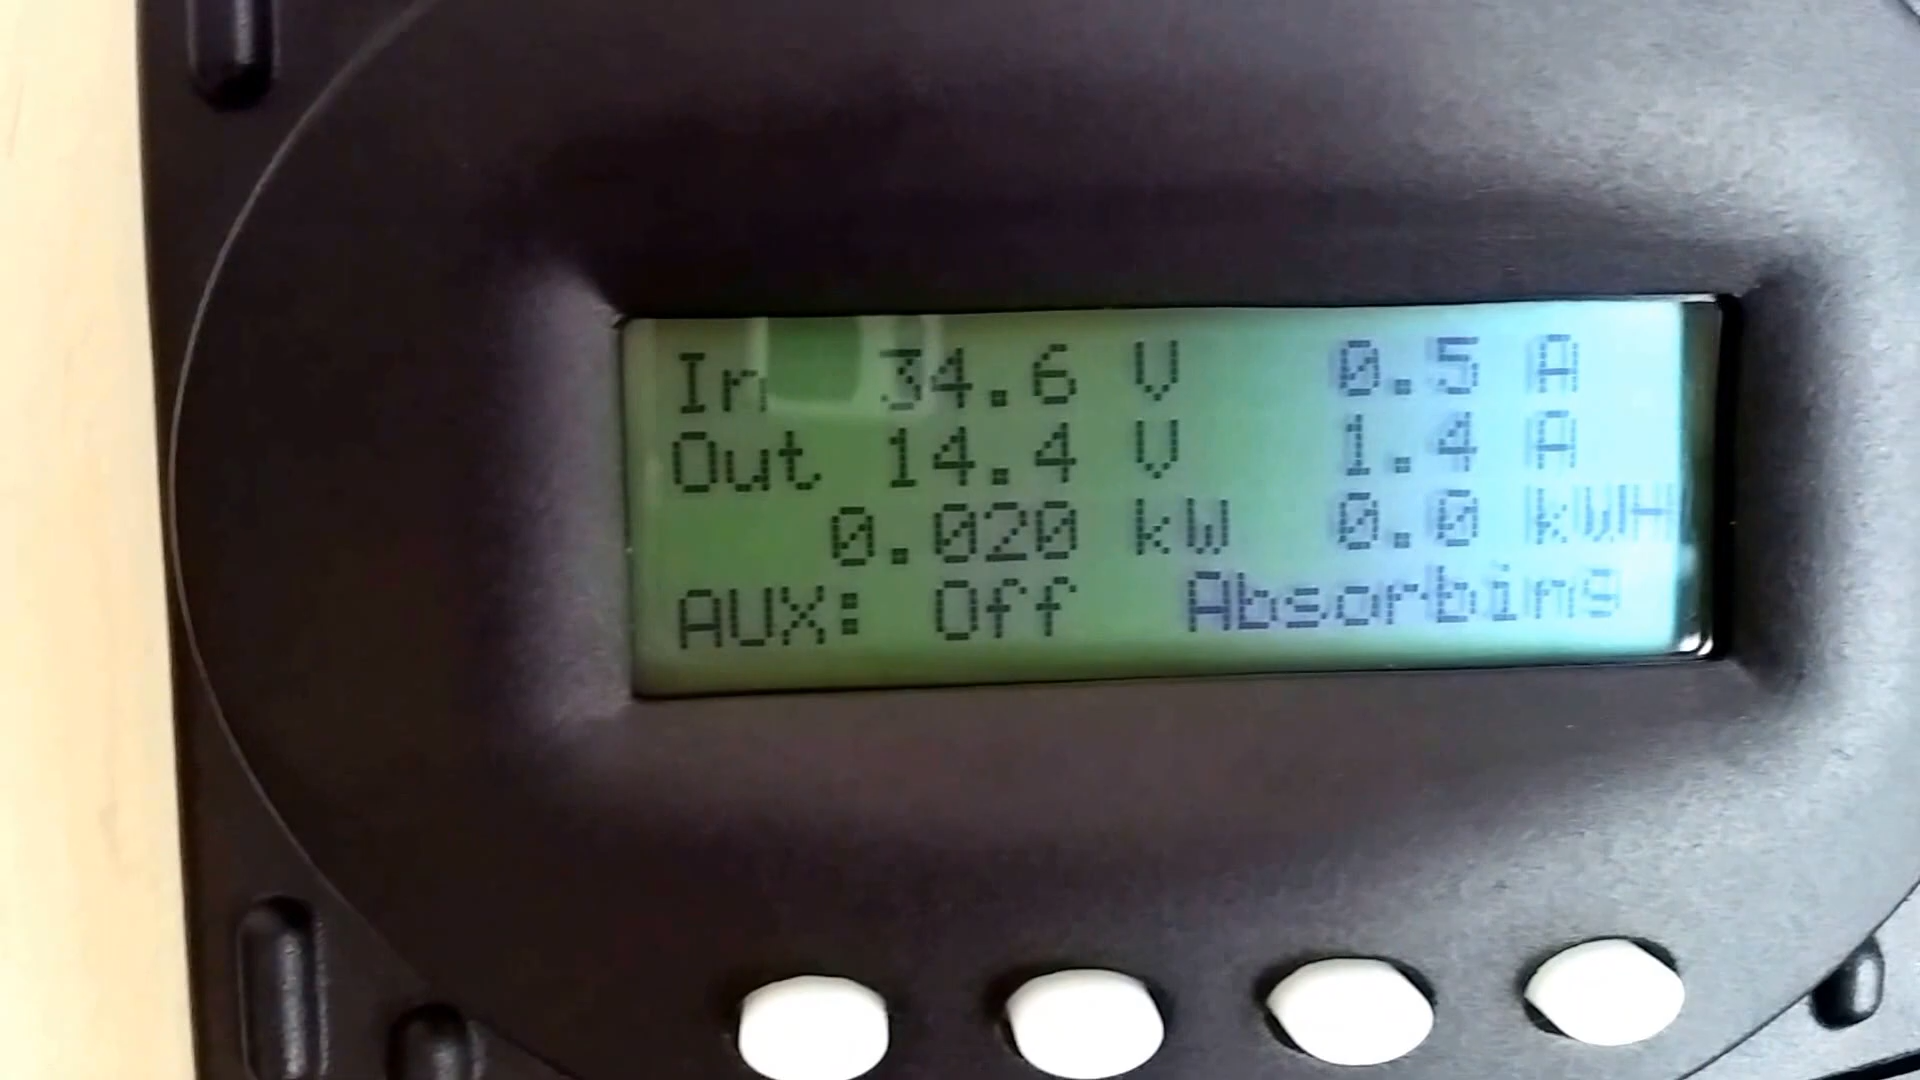 In 34.6 V 0.5 A
Out 14.4 V 1.4 A
0.020 kW 0.0 kWH
AUX: Off Absorbing